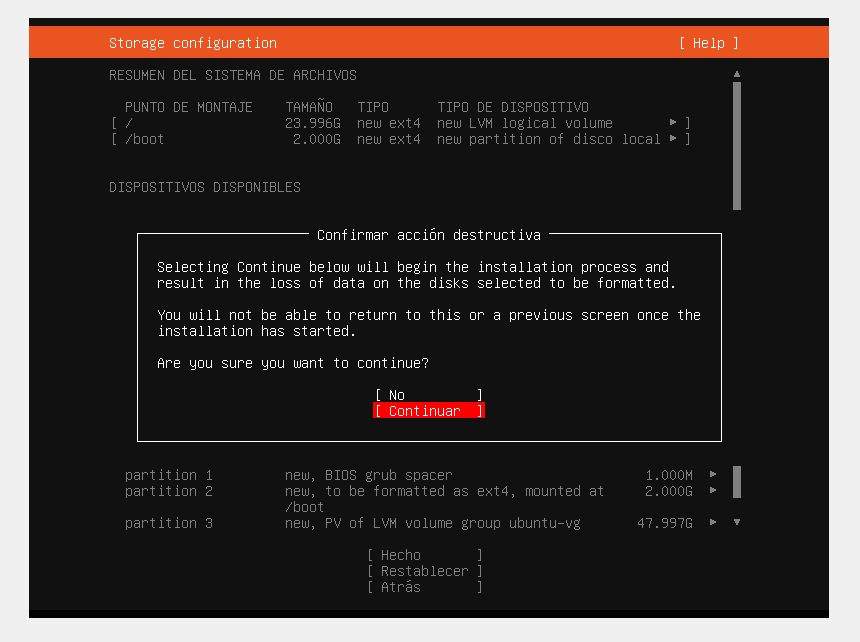 Storage configuration [ Help ]
RESUMEN DEL SISTEMA DE ARCHIVOS
PUNTO DE MONTAJE TAMAÑO TIPO TIPO DE DISPOSITIVO
[ / 23.996G new ext4 new LVM logical volume ▸ ]
[ /boot 2.000G new ext4 new partition of disco local ▸ ]
DISPOSITIVOS DISPONIBLES
Confirmar acción destructiva
Selecting Continue below will begin the installation process and
result in the loss of data on the disks selected to be formatted.
You will not be able to return to this or a previous screen once the
installation has started.
Are you sure you want to continue?
[ No ]
[ Continuar ]
partition 1 new, BIOS grub spacer 1.000M ▸
partition 2 new, to be formatted as ext4, mounted at 2.000G ▸
/boot
partition 3 new, PV of LVM volume group ubuntu-vg 47.997G ▸
[ Hecho ]
[ Restablecer ]
[ Atrás ]